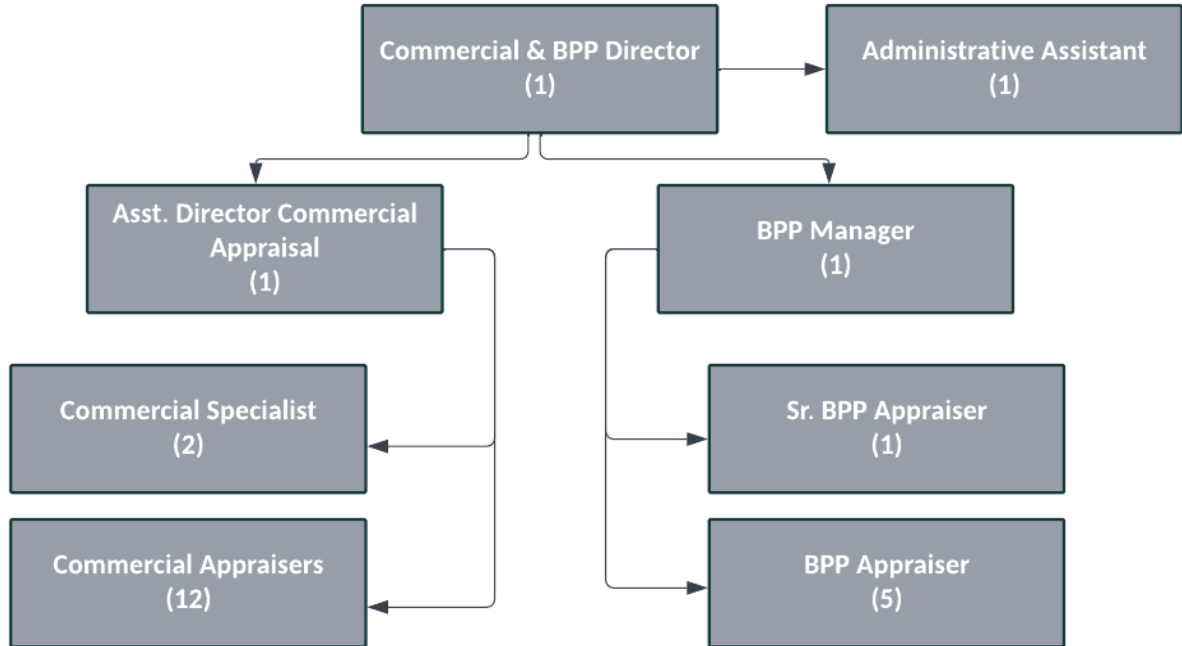 Commercial & BPP Director
(1)
Administrative Assistant
(1)
Asst. Director Commercial
Appraisal
(1)
BPP Manager
(1)
Commercial Specialist
(2)
Sr. BPP Appraiser
(1)
Commercial Appraisers
(12)
BPP Appraiser
(5)